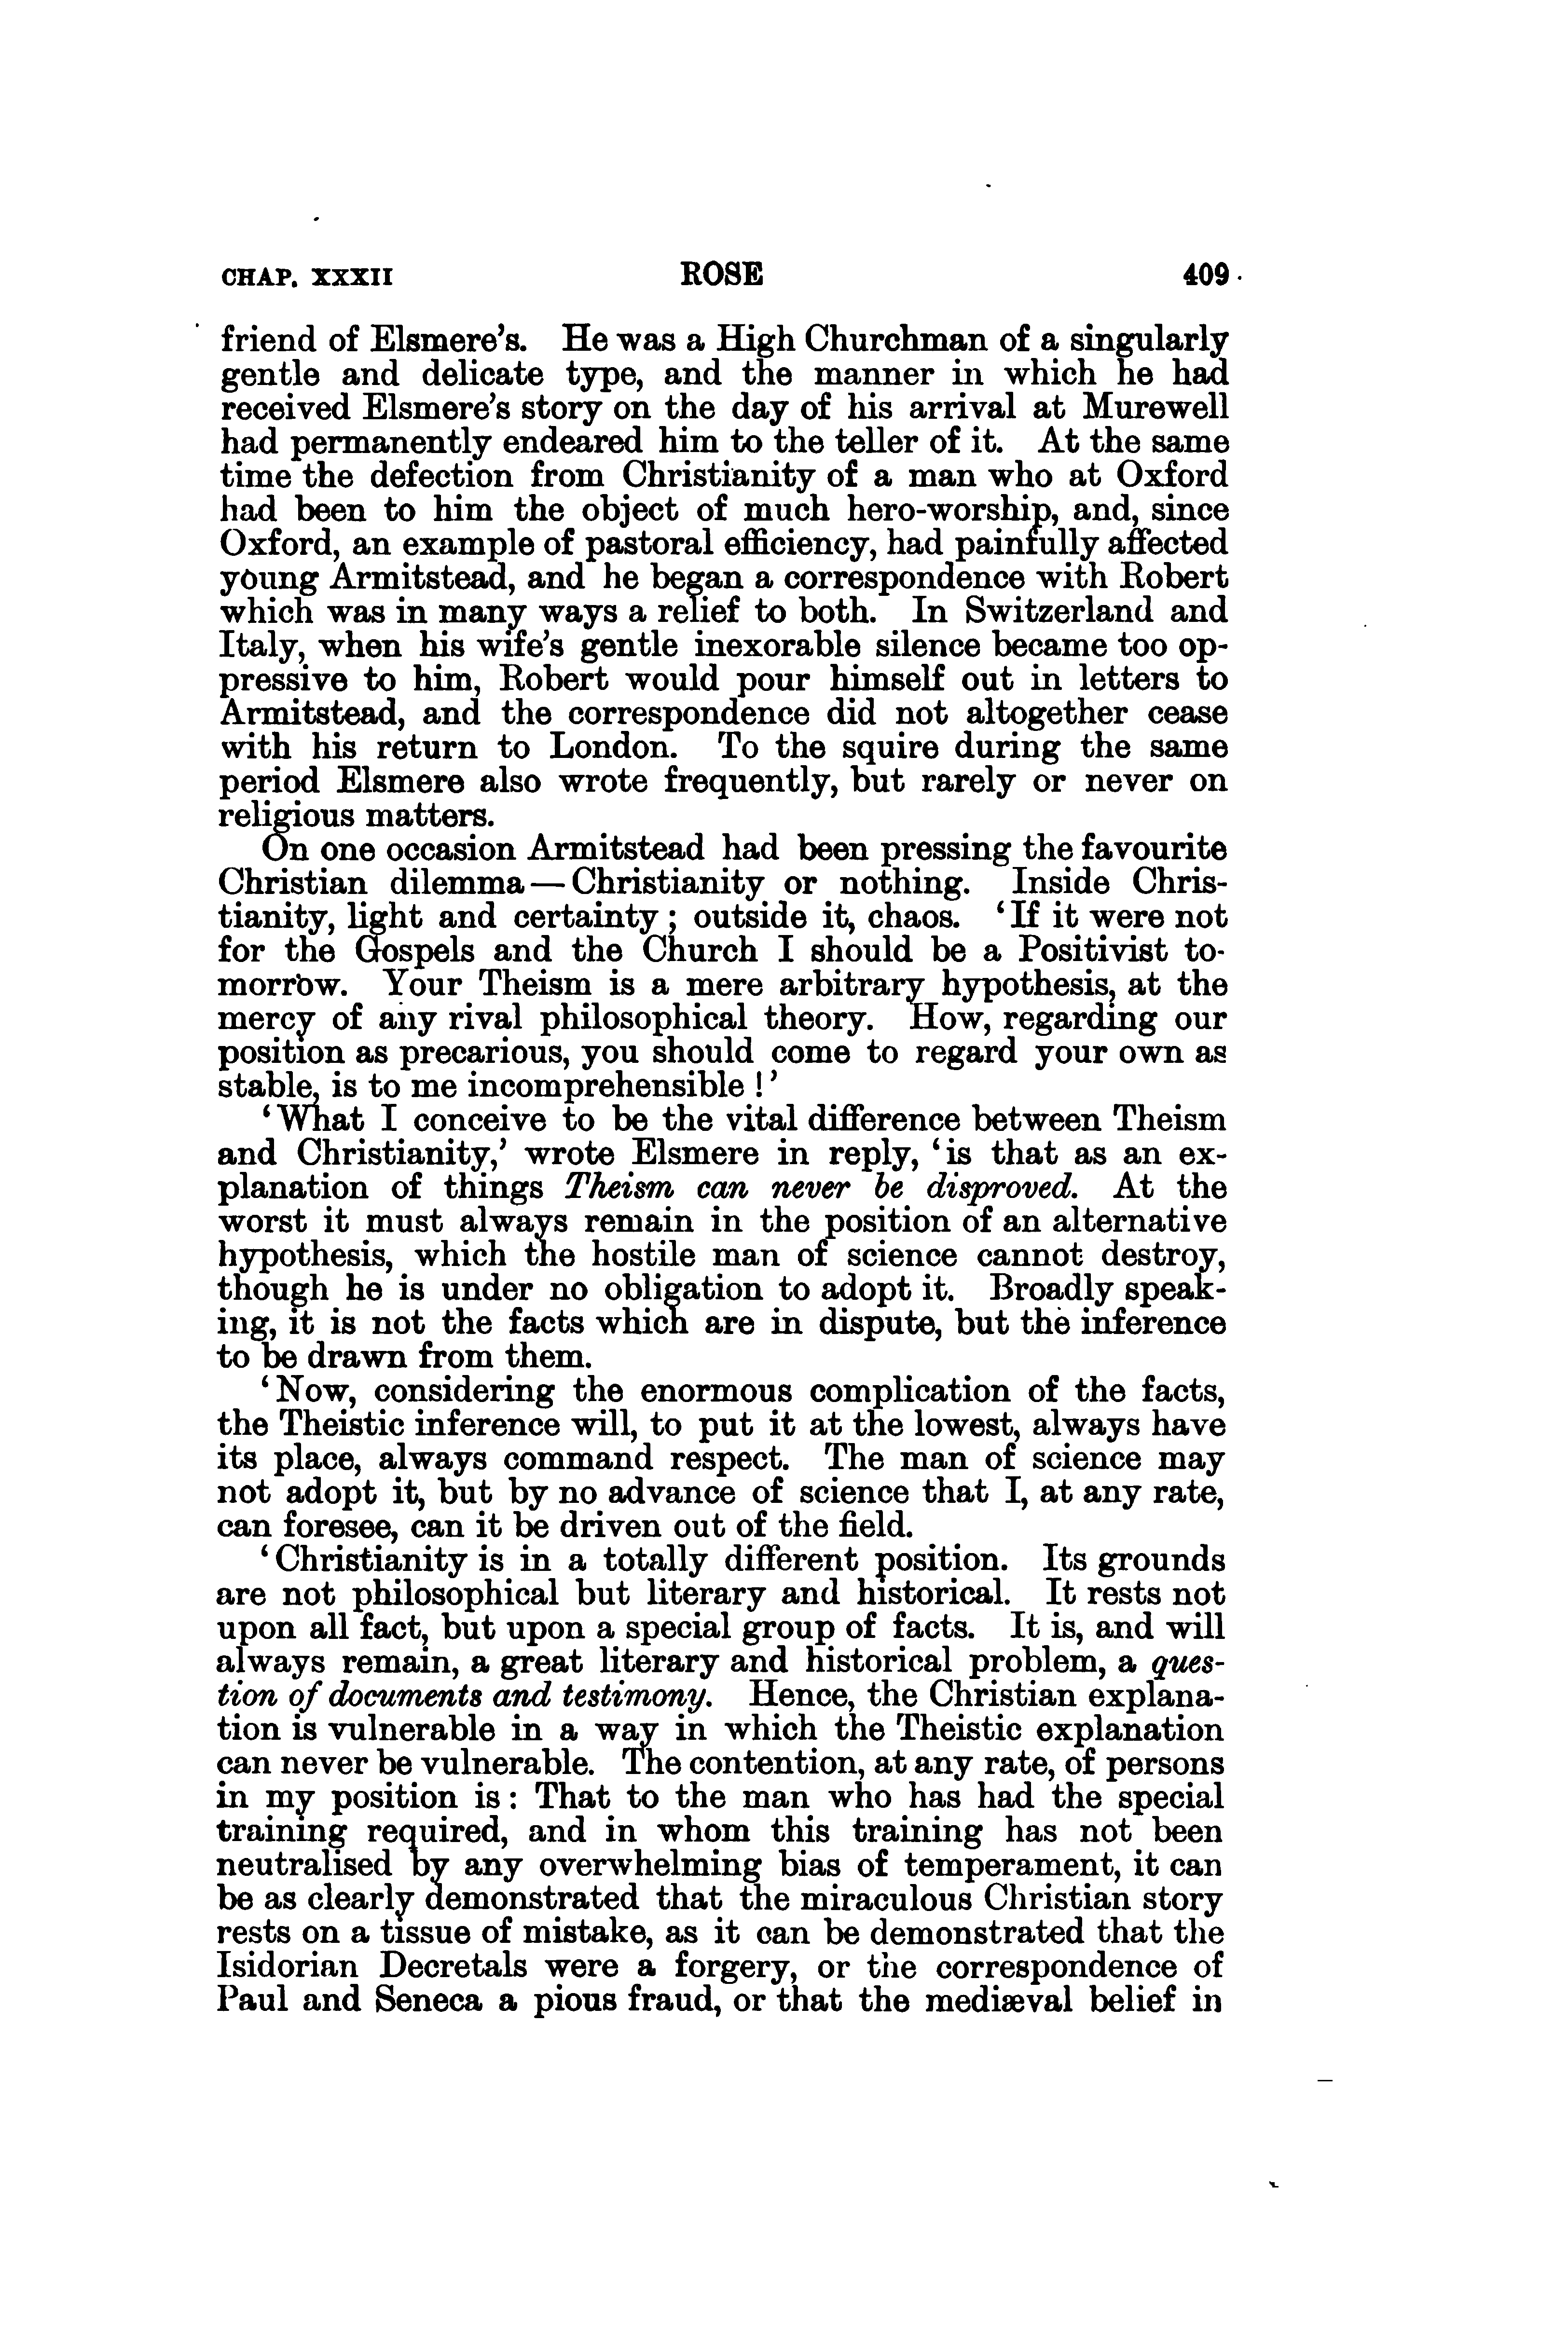 CHAP. XXXII ROSE 409
friend of Elsmere's. He was a High Churchman of a singularly
gentle and delicate type, and the manner in which he had
received Elsmere's story on the day of his arrival at Murewell
had permanently endeared him to the teller of it. At the same
time the defection from Christianity of a man who at Oxford
had been to him the object of much hero-worship, and, since
Oxford, an example of pastoral efficiency, had painfully affected
young Armitstead, and he began a correspondence with Robert
which was in many ways a relief to both. In Switzerland and
Italy, when his wife's gentle inexorable silence became too op-
pressive to him, Robert would pour himself out in letters to
Armitstead, and the correspondence did not altogether cease
with his return to London. To the squire during the same
period Elsmere also wrote frequently, but rarely or never on
religious matters.
On one occasion Armitstead had been pressing the favourite
Christian dilemma—Christianity or nothing. Inside Chris-
tianity, light and certainty; outside it, chaos. 'If it were not
for the Gospels and the Church I should be a Positivist to-
morrow. Your Theism is a mere arbitrary hypothesis, at the
mercy of any rival philosophical theory. How, regarding our
position as precarious, you should come to regard your own as
stable, is to me incomprehensible!'
'What I conceive to be the vital difference between Theism
and Christianity,' wrote Elsmere in reply, 'is that as an ex-
planation of things Theism can never be disproved. At the
worst it must always remain in the position of an alternative
hypothesis, which the hostile man of science cannot destroy,
though he is under no obligation to adopt it. Broadly speak-
ing, it is not the facts which are in dispute, but the inference
to be drawn from them.
'Now, considering the enormous complication of the facts,
the Theistic inference will, to put it at the lowest, always have
its place, always command respect. The man of science may
not adopt it, but by no advance of science that I, at any rate,
can foresee, can it be driven out of the field.
'Christianity is in a totally different position. Its grounds
are not philosophical but literary and historical. It rests not
upon all fact, but upon a special group of facts. It is, and will
always remain, a great literary and historical problem, a ques-
tion of documents and testimony. Hence, the Christian explana-
tion is vulnerable in a way in which the Theistic explanation
can never be vulnerable. The contention, at any rate, of persons
in my position is: That to the man who has had the special
training required, and in whom this training has not been
neutralised by any overwhelming bias of temperament, it can
be as clearly demonstrated that the miraculous Christian story
rests on a tissue of mistake, as it can be demonstrated that the
Isidorian Decretals were a forgery, or the correspondence of
Paul and Seneca a pious fraud, or that the mediæval belief in